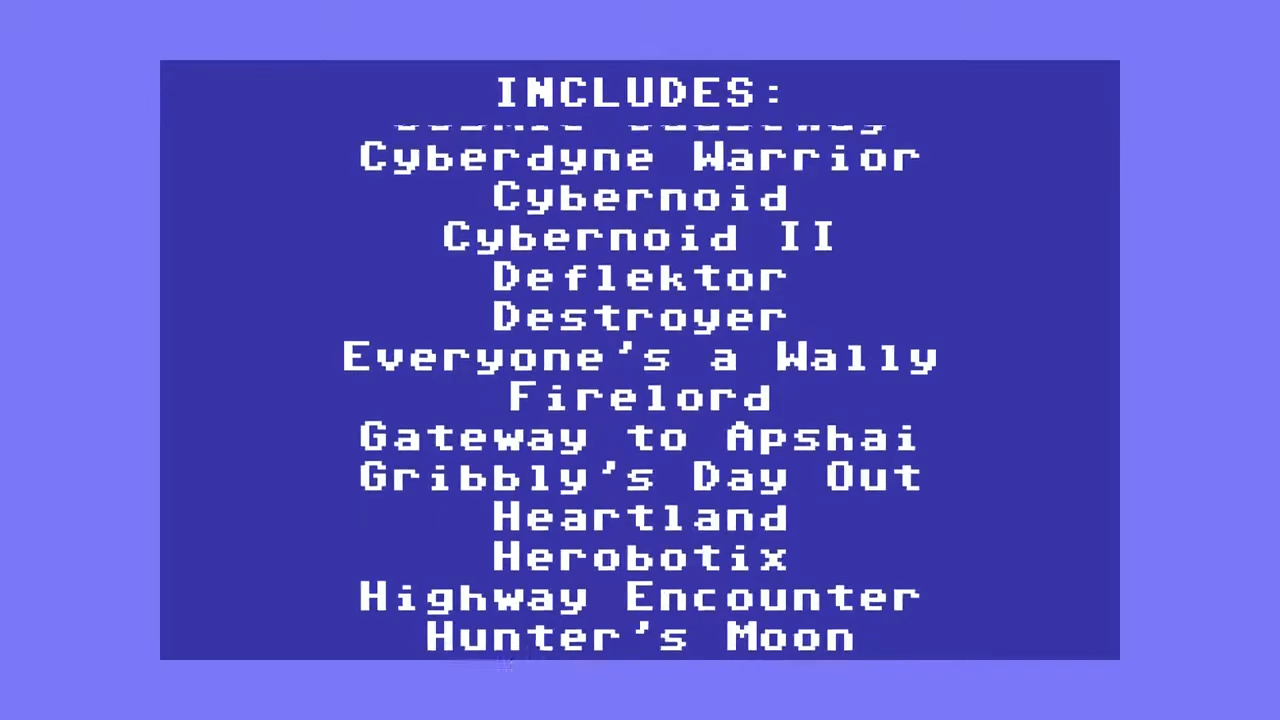 INCLUDES:
Cyberdyne Warrior
Cybernoid
Cybernoid II
Deflektor
Destroyer
Everyone's a Wally
Firelord
Gateway to Apshai
Gribbly's Day Out
Heartland
Herobotix
Highway Encounter
Hunter's Moon